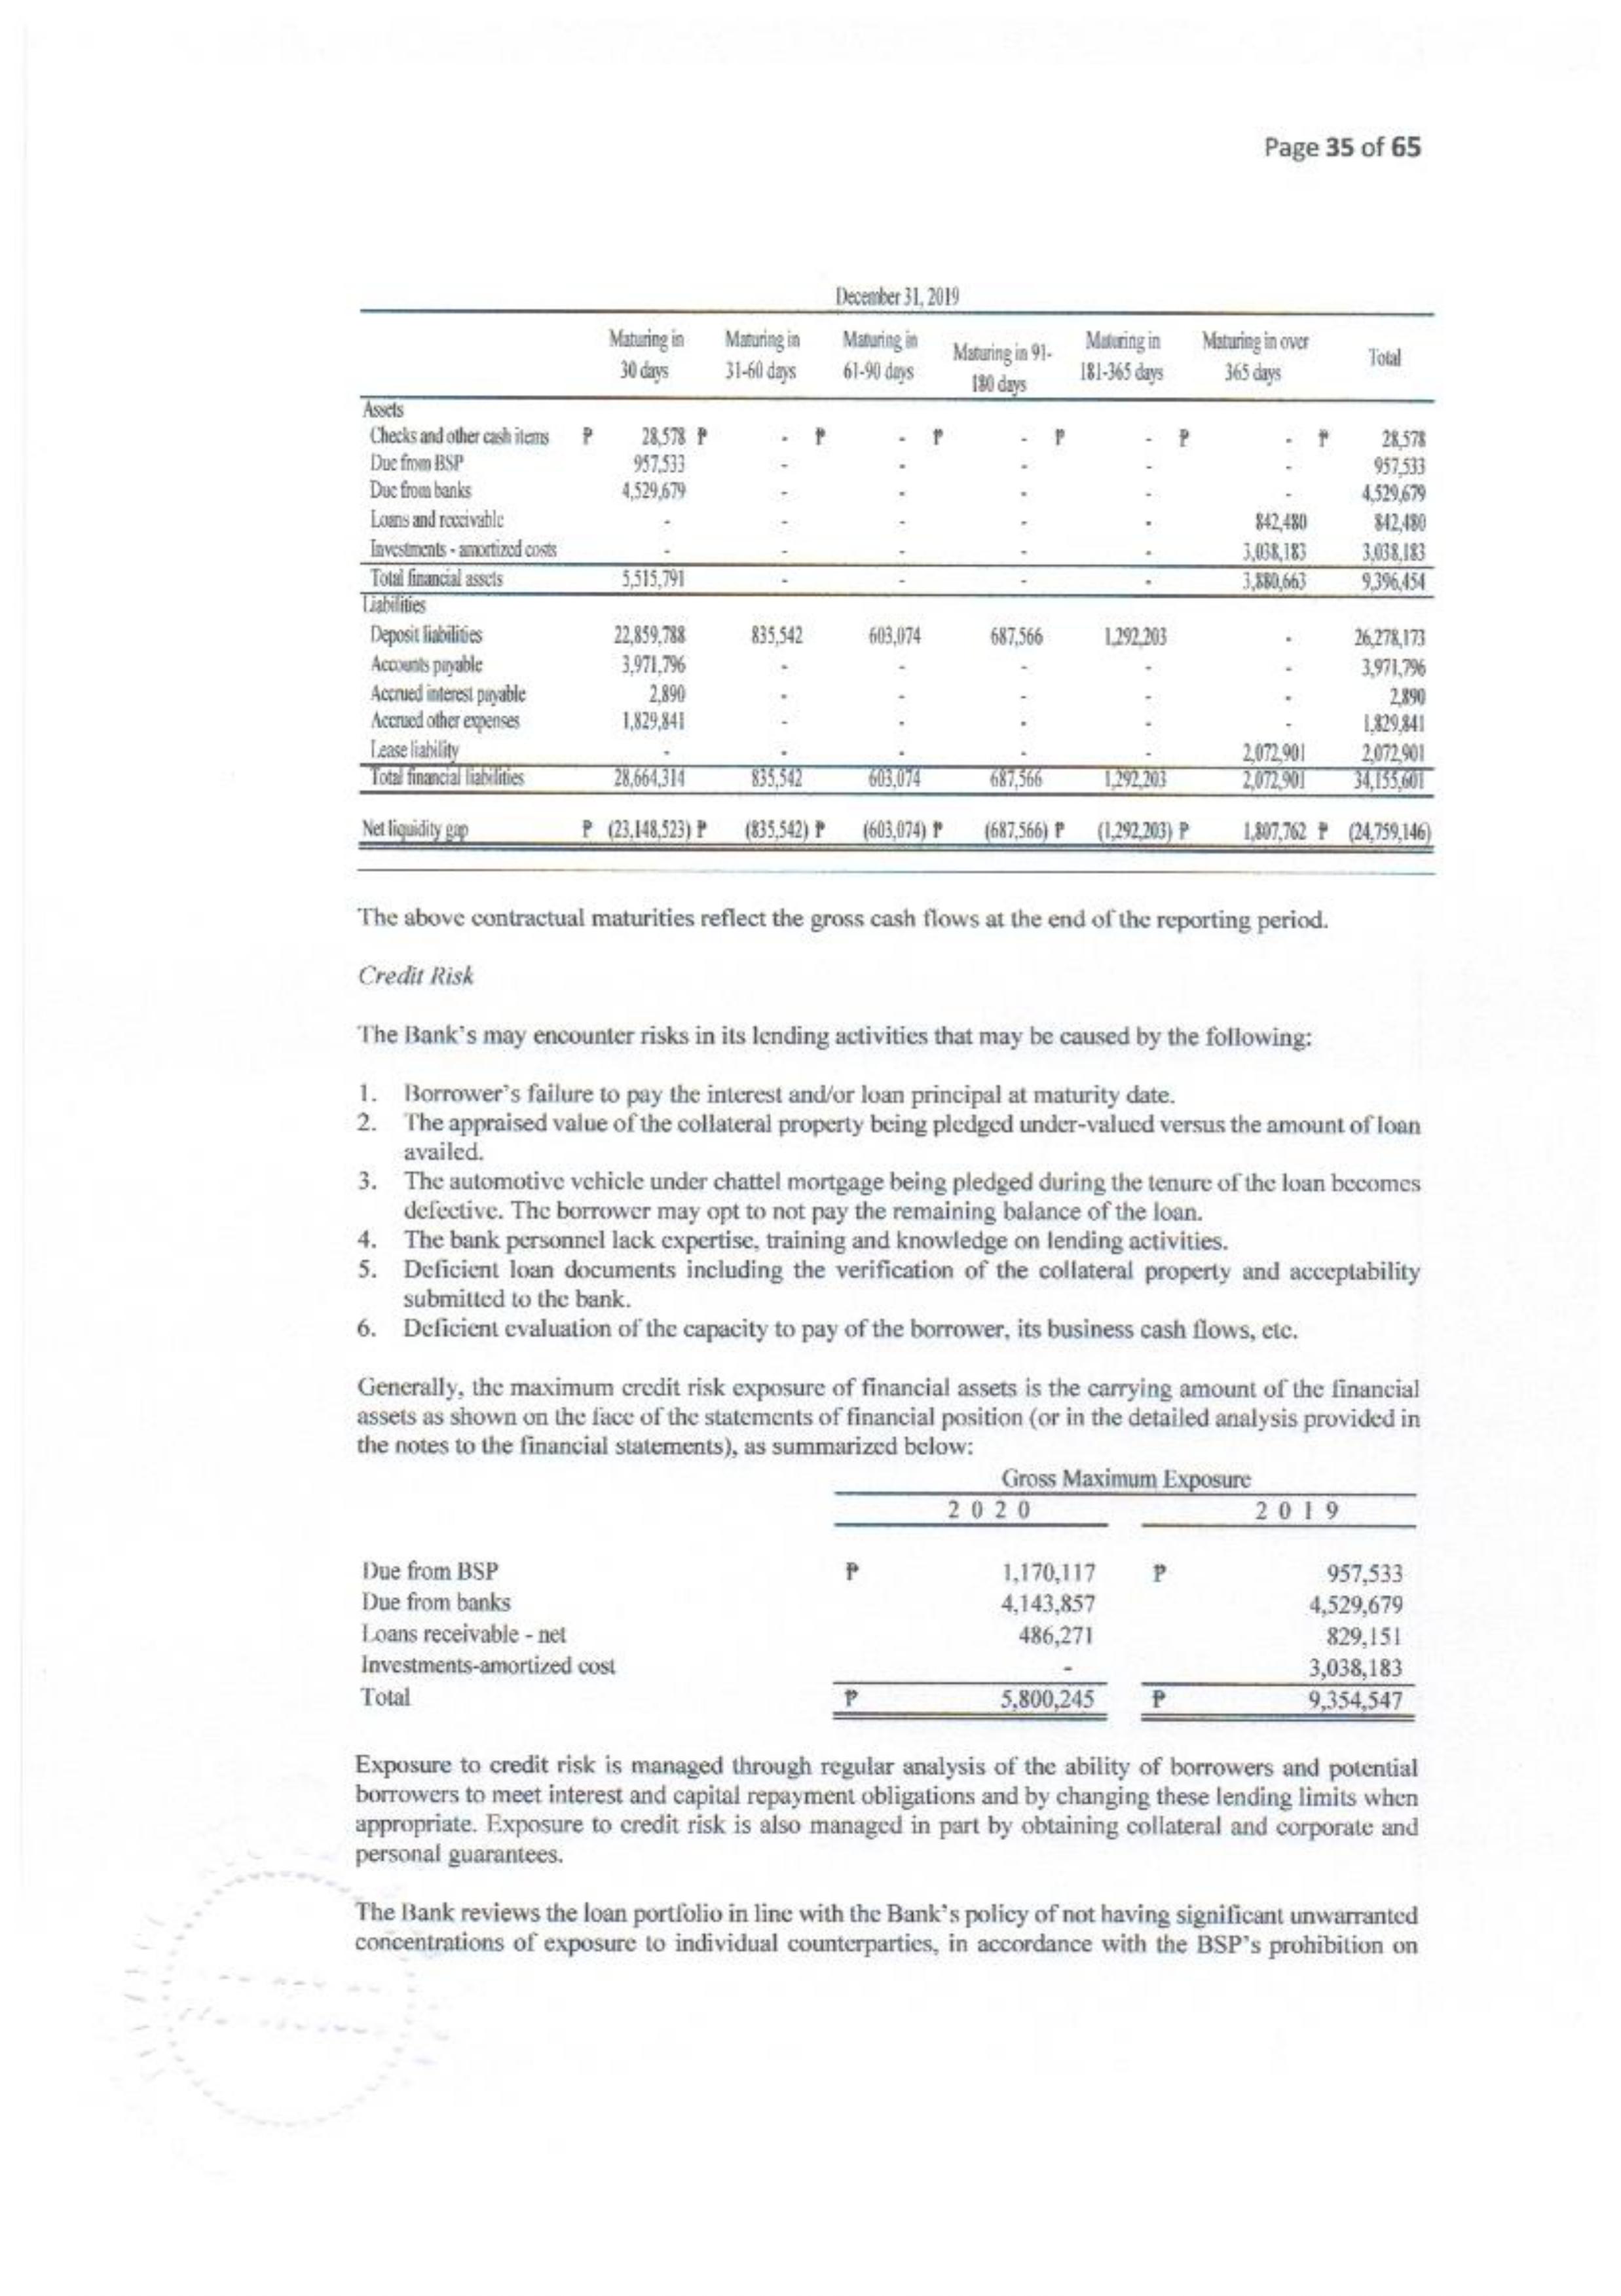 Page 35 of 65
December 31, 2019
Maturing in 30 days Maturing in 31-60 days Maturing in 61-90 days Maturing in 91-180 days Maturing in 181-365 days Maturing in over 365 days Total
Assets
Checks and other cash items ₱ 28,578 ₱ - ₱ - ₱ - ₱ - ₱ - ₱ 28,578
Due from BSP 957,533 - - - - - 957,533
Due from banks 4,529,679 - - - - - 4,529,679
Loans and receivable - - - - - 842,480 842,480
Investments - amortized costs - - - - - 3,038,183 3,038,183
Total financial assets 5,515,791 - - - - 3,880,663 9,396,454
Liabilities
Deposit liabilities 22,859,788 835,542 603,074 687,566 1,292,203 - 26,278,173
Accounts payable 3,971,796 - - - - - 3,971,796
Accrued interest payable 2,890 - - - - - 2,890
Accrued other expenses 1,829,841 - - - - - 1,829,841
Lease liability - - - - - 2,072,901 2,072,901
Total financial liabilities 28,664,314 835,542 603,074 687,566 1,292,203 2,072,901 34,155,601
Net liquidity gap ₱ (23,148,523) ₱ (835,542) ₱ (603,074) ₱ (687,566) ₱ (1,292,203) ₱ 1,807,762 ₱ (24,759,146)
The above contractual maturities reflect the gross cash flows at the end of the reporting period.
Credit Risk
The Bank's may encounter risks in its lending activities that may be caused by the following:
1. Borrower's failure to pay the interest and/or loan principal at maturity date.
2. The appraised value of the collateral property being pledged under-valued versus the amount of loan
availed.
3. The automotive vehicle under chattel mortgage being pledged during the tenure of the loan becomes
defective. The borrower may opt to not pay the remaining balance of the loan.
4. The bank personnel lack expertise, training and knowledge on lending activities.
5. Deficient loan documents including the verification of the collateral property and acceptability
submitted to the bank.
6. Deficient evaluation of the capacity to pay of the borrower, its business cash flows, etc.
Generally, the maximum credit risk exposure of financial assets is the carrying amount of the financial
assets as shown on the face of the statements of financial position (or in the detailed analysis provided in
the notes to the financial statements), as summarized below:
Gross Maximum Exposure
2 0 2 0 2 0 1 9
Due from BSP ₱ 1,170,117 ₱ 957,533
Due from banks 4,143,857 4,529,679
Loans receivable - net 486,271 829,151
Investments-amortized cost - 3,038,183
Total ₱ 5,800,245 ₱ 9,354,547
Exposure to credit risk is managed through regular analysis of the ability of borrowers and potential
borrowers to meet interest and capital repayment obligations and by changing these lending limits when
appropriate. Exposure to credit risk is also managed in part by obtaining collateral and corporate and
personal guarantees.
The Bank reviews the loan portfolio in line with the Bank's policy of not having significant unwarranted
concentrations of exposure to individual counterparties, in accordance with the BSP's prohibition on